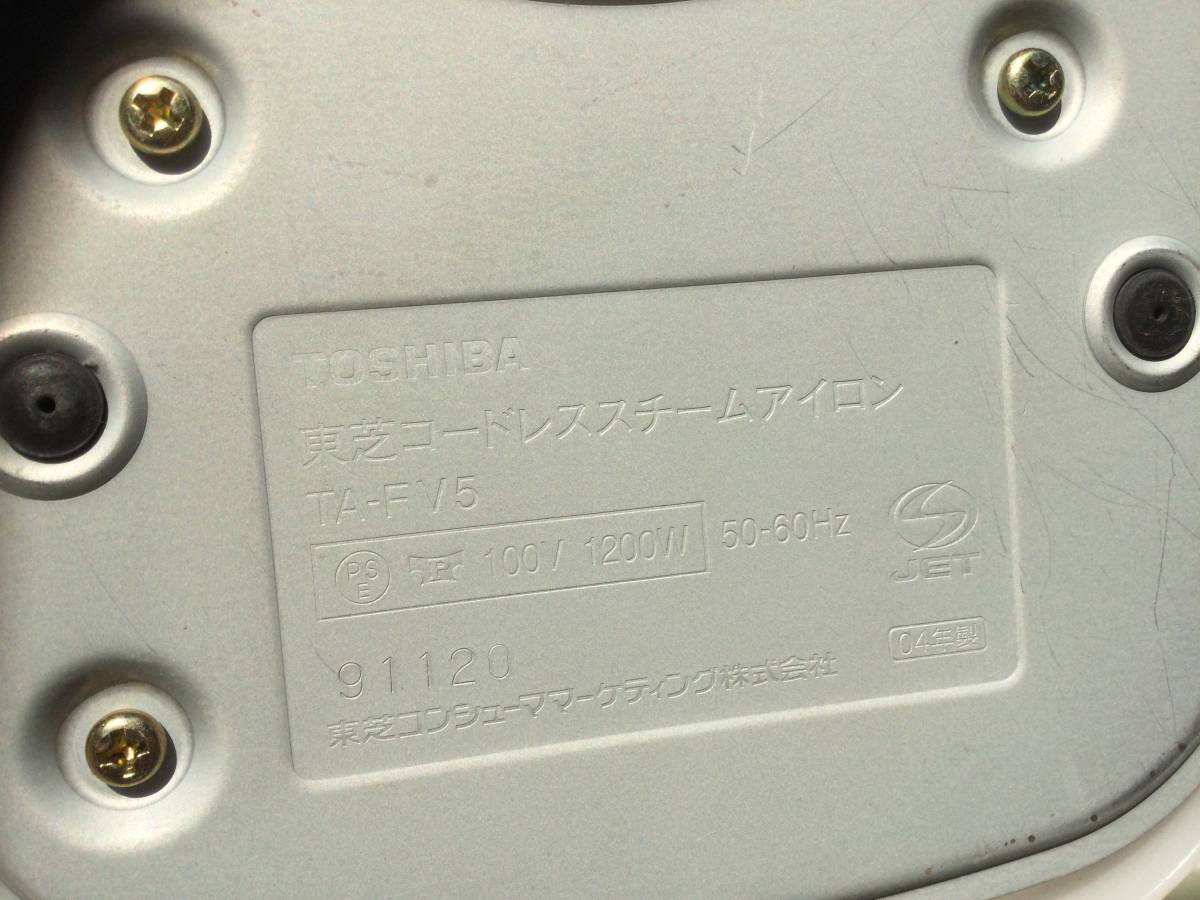 TOSHIBA
東芝コードレススチームアイロン
TA-FV5
PSE 100V 1200W 50-60Hz
JET
91120
04年製
東芝コンシューママーケティング株式会社